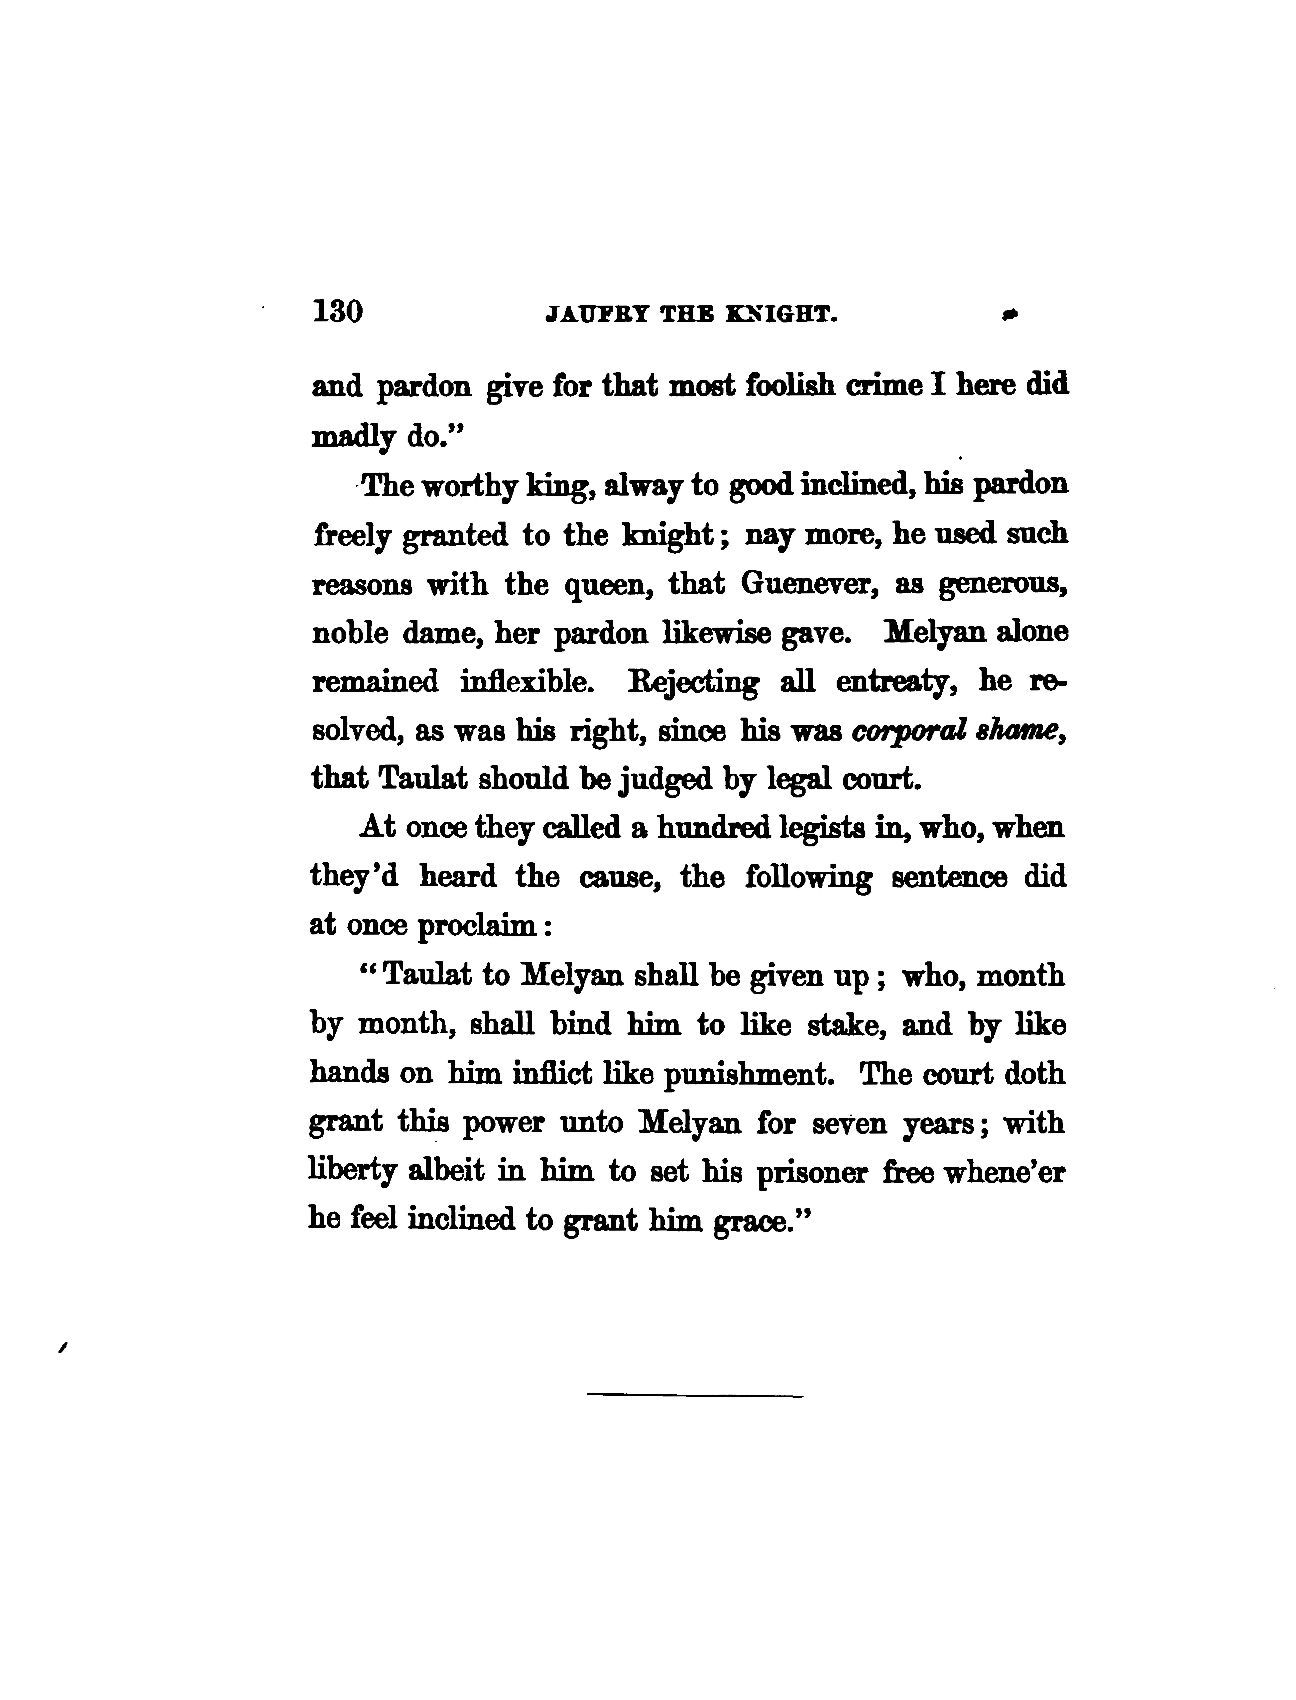 130 JAUFRY THE KNIGHT.
and pardon give for that most foolish crime I here did
madly do.”
The worthy king, alway to good inclined, his pardon
freely granted to the knight; nay more, he used such
reasons with the queen, that Guenever, as generous,
noble dame, her pardon likewise gave. Melyan alone
remained inflexible. Rejecting all entreaty, he re-
solved, as was his right, since his was corporal shame,
that Taulat should be judged by legal court.
At once they called a hundred legists in, who, when
they’d heard the cause, the following sentence did
at once proclaim:
“Taulat to Melyan shall be given up; who, month
by month, shall bind him to like stake, and by like
hands on him inflict like punishment. The court doth
grant this power unto Melyan for seven years; with
liberty albeit in him to set his prisoner free whene’er
he feel inclined to grant him grace.”